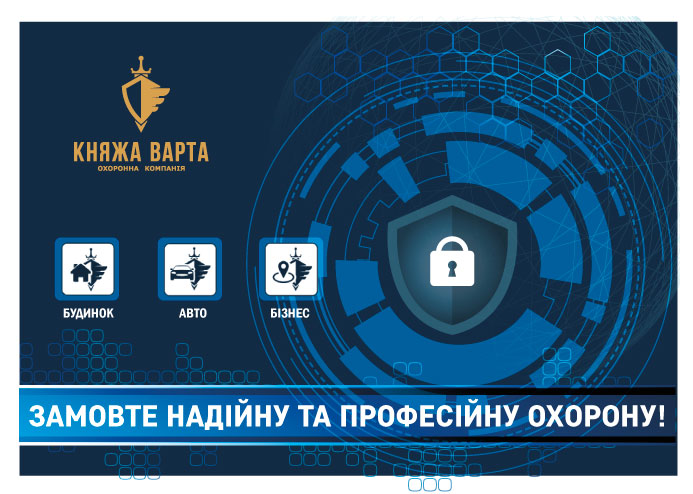 КНЯЖА ВАРТА
ОХОРОННА КОМПАНІЯ
БУДИНОК
АВТО
БІЗНЕС
ЗАМОВТЕ НАДІЙНУ ТА ПРОФЕСІЙНУ ОХОРОНУ!